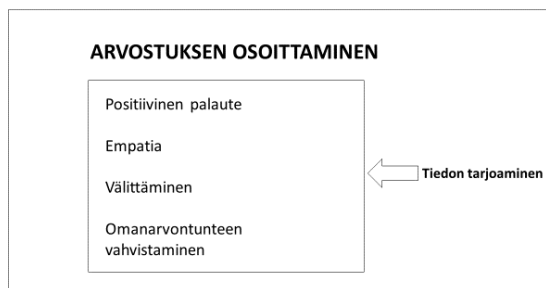 ARVOSTUKSEN OSOITTAMINEN
Positiivinen palaute
Empatia
Välittäminen
Omanarvontunteen
vahvistaminen
Tiedon tarjoaminen